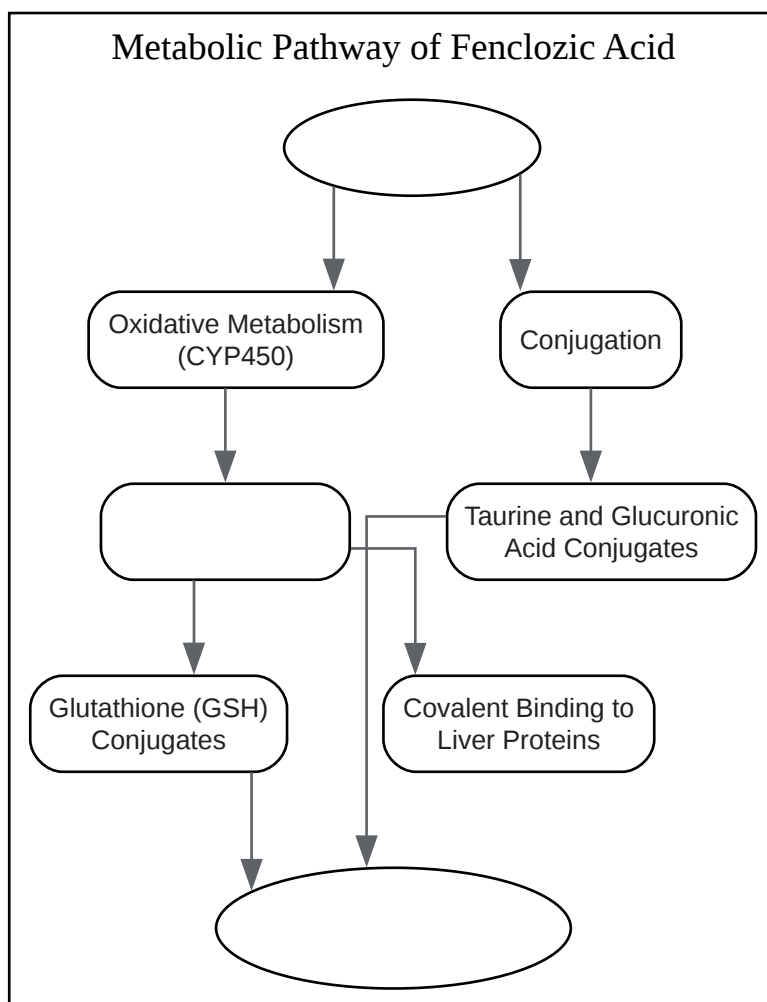 Metabolic Pathway of Fenclozic Acid
Oxidative Metabolism
(CYP450)
Conjugation
Taurine and Glucuronic
Acid Conjugates
Glutathione (GSH)
Conjugates
Covalent Binding to
Liver Proteins